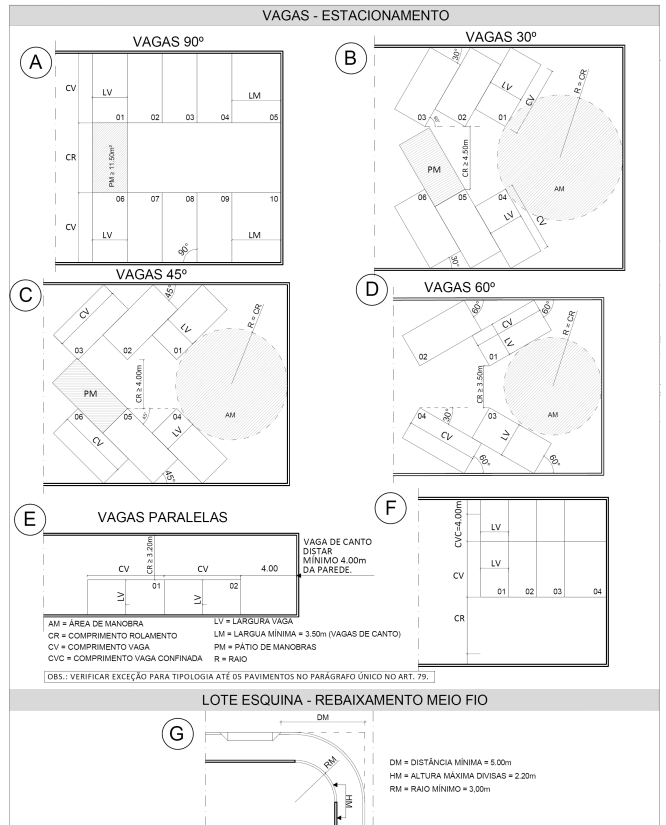 VAGAS - ESTACIONAMENTO
VAGAS 90º
A
CV
LV
LM
01
02
03
04
05
CR
PM ≥ 11.50m²
06
07
08
09
10
CV
LV
LM
90º
VAGAS 30º
B
30°
LV
CV
R = CR
03
02
01
60°
PM
CR ≥ 4.50m
AM
06
05
04
LV
CV
30°
VAGAS 45º
C
45°
CV
LV
R = CR
03
02
01
PM
CR ≥ 4.00m
06
05
45°
04
AM
CV
LV
45°
VAGAS 60º
D
60°
60°
CV
LV
R = CR
02
01
CR ≥ 3.50m
04
30°
03
AM
CV
LV
60°
60°
E
VAGAS PARALELAS
CR ≥ 3.20m
CV
CV
4.00
01
02
LV
LV
VAGA DE CANTO
DISTAR
MÍNIMO 4.00m
DA PAREDE.
F
CVC=4.00m
LV
CV
LV
01
02
03
04
CR
AM = ÁREA DE MANOBRA
CR = COMPRIMENTO ROLAMENTO
CV = COMPRIMENTO VAGA
CVC = COMPRIMENTO VAGA CONFINADA
LV = LARGURA VAGA
LM = LARGUA MÍNIMA = 3.50m (VAGAS DE CANTO)
PM = PÁTIO DE MANOBRAS
R = RAIO
OBS.: VERIFICAR EXCEÇÃO PARA TIPOLOGIA ATÉ 05 PAVIMENTOS NO PARÁGRAFO ÚNICO NO ART. 79.
LOTE ESQUINA - REBAIXAMENTO MEIO FIO
G
DM
RM
HM
DM = DISTÂNCIA MÍNIMA = 5.00m
HM = ALTURA MÁXIMA DIVISAS = 2.20m
RM = RAIO MÍNIMO = 3,00m